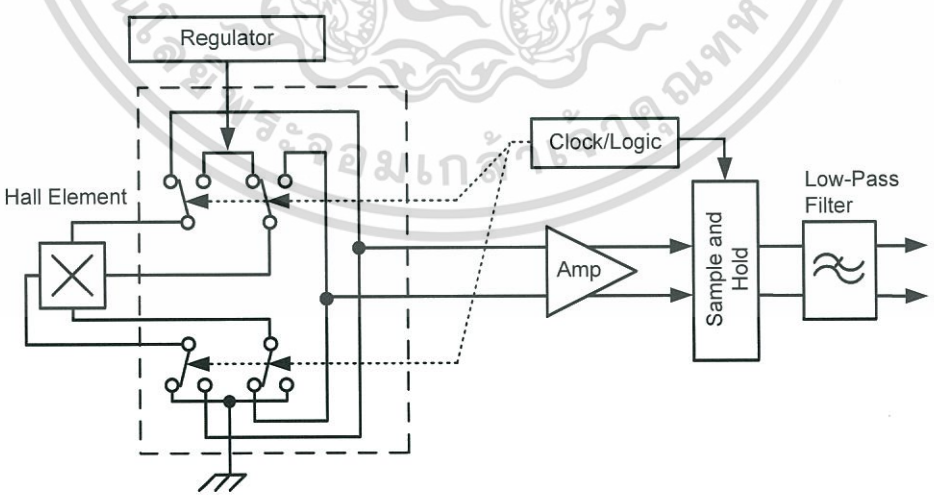 Regulator
Clock/Logic
Hall Element
Low-Pass
Filter
Amp
Sample and
Hold